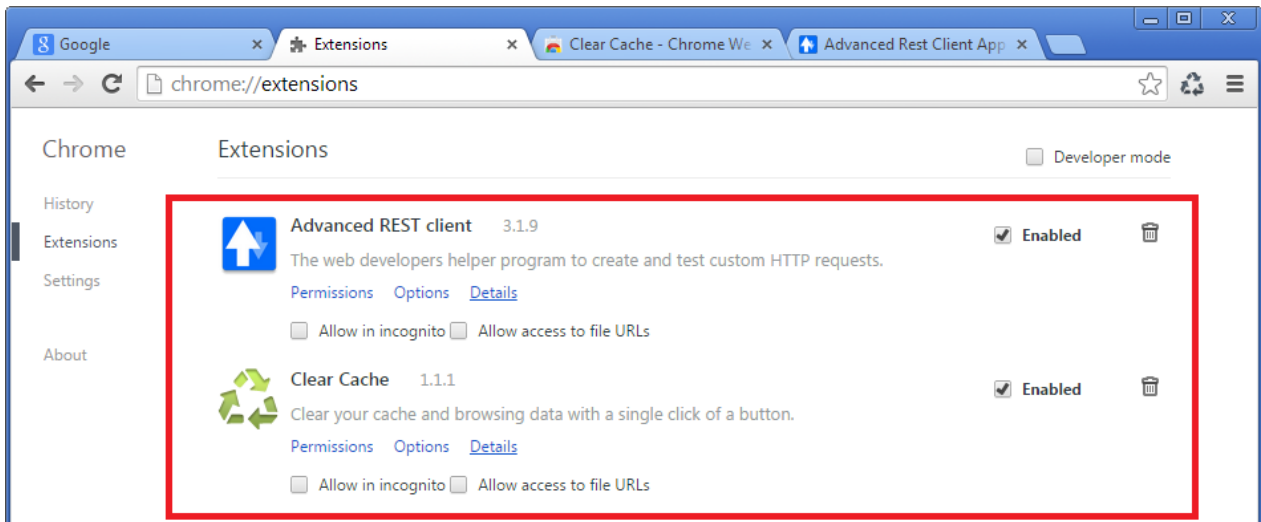 Google Extensions Clear Cache - Chrome We Advanced Rest Client App
chrome://extensions
Chrome Extensions Developer mode
History
Extensions
Settings
About
Advanced REST client 3.1.9 Enabled
The web developers helper program to create and test custom HTTP requests.
Permissions Options Details
Allow in incognito Allow access to file URLs
Clear Cache 1.1.1 Enabled
Clear your cache and browsing data with a single click of a button.
Permissions Options Details
Allow in incognito Allow access to file URLs